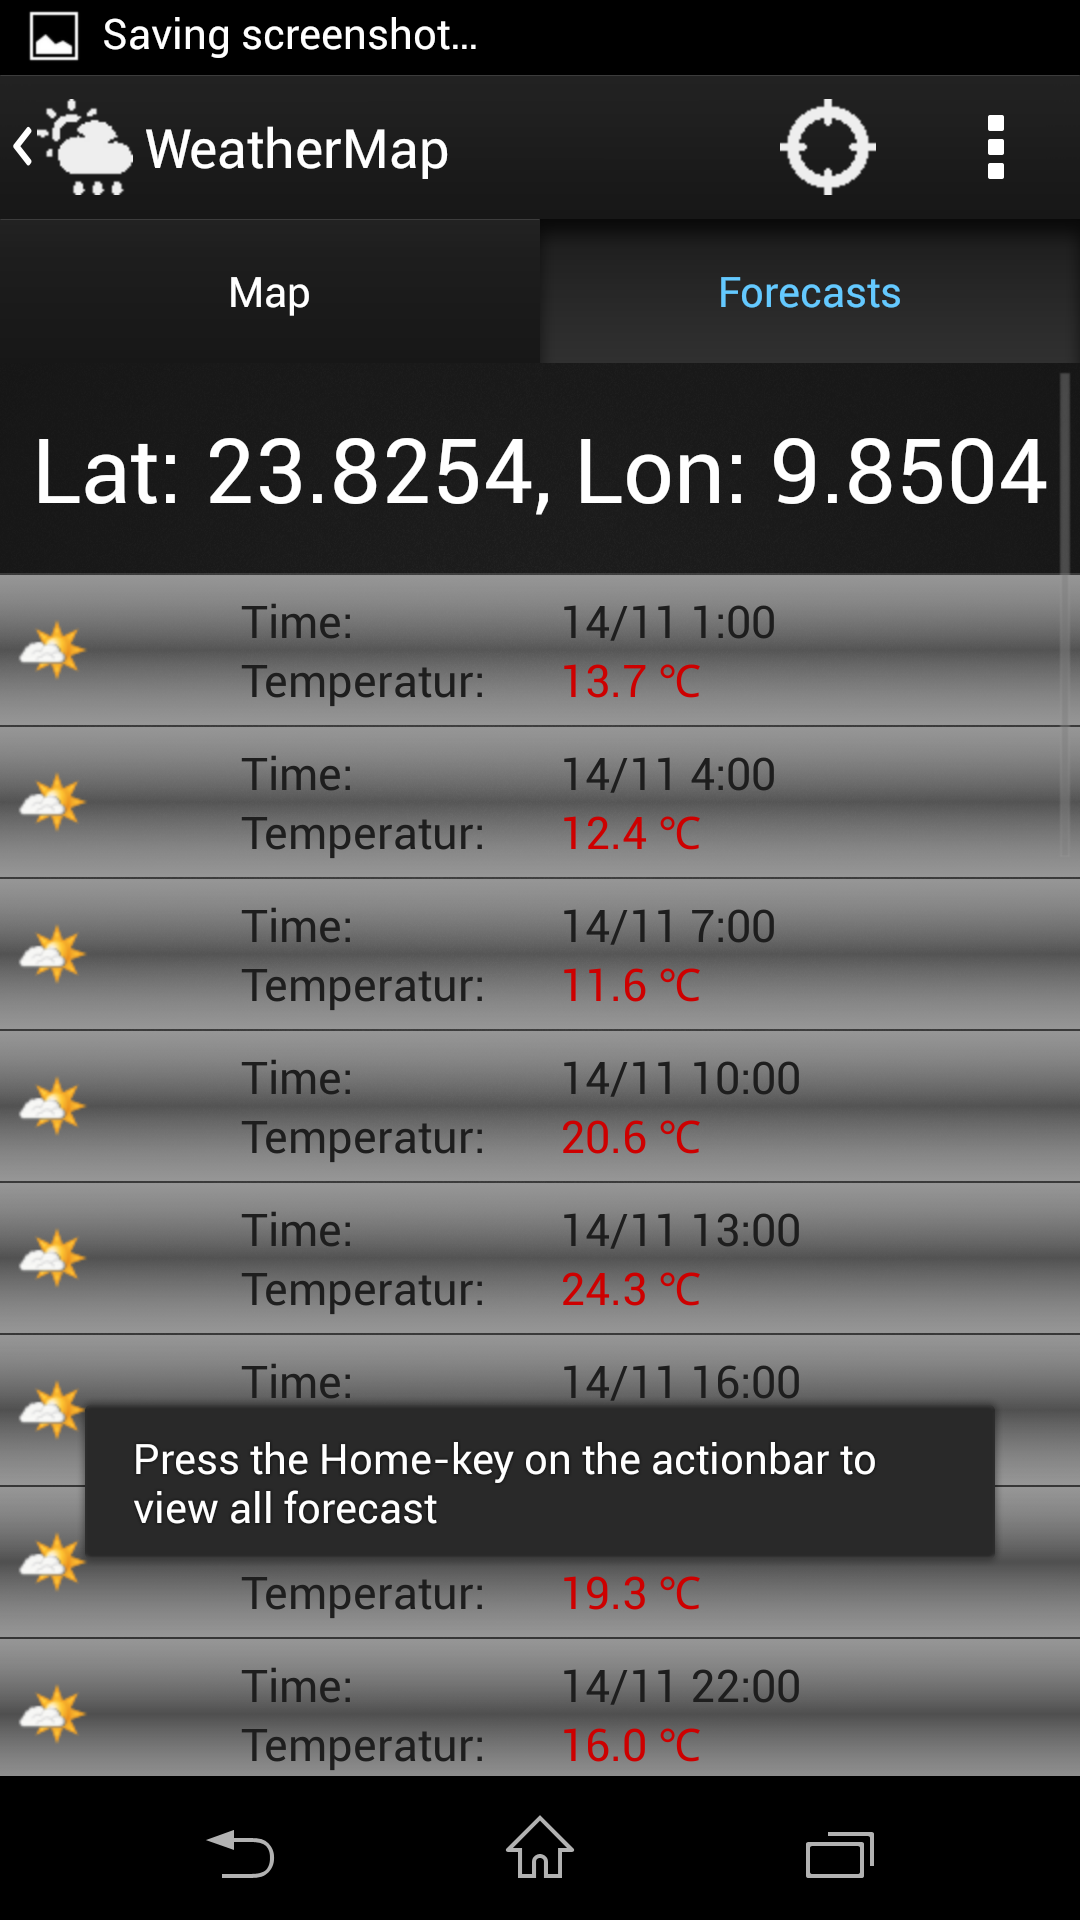 Saving screenshot...
WeatherMap
Map
Forecasts
Lat: 23.8254, Lon: 9.8504
Time: 14/11 1:00
Temperatur: 13.7 °C
Time: 14/11 4:00
Temperatur: 12.4 °C
Time: 14/11 7:00
Temperatur: 11.6 °C
Time: 14/11 10:00
Temperatur: 20.6 °C
Time: 14/11 13:00
Temperatur: 24.3 °C
Time: 14/11 16:00
Press the Home-key on the actionbar to
view all forecast
Temperatur: 19.3 °C
Time: 14/11 22:00
Temperatur: 16.0 °C